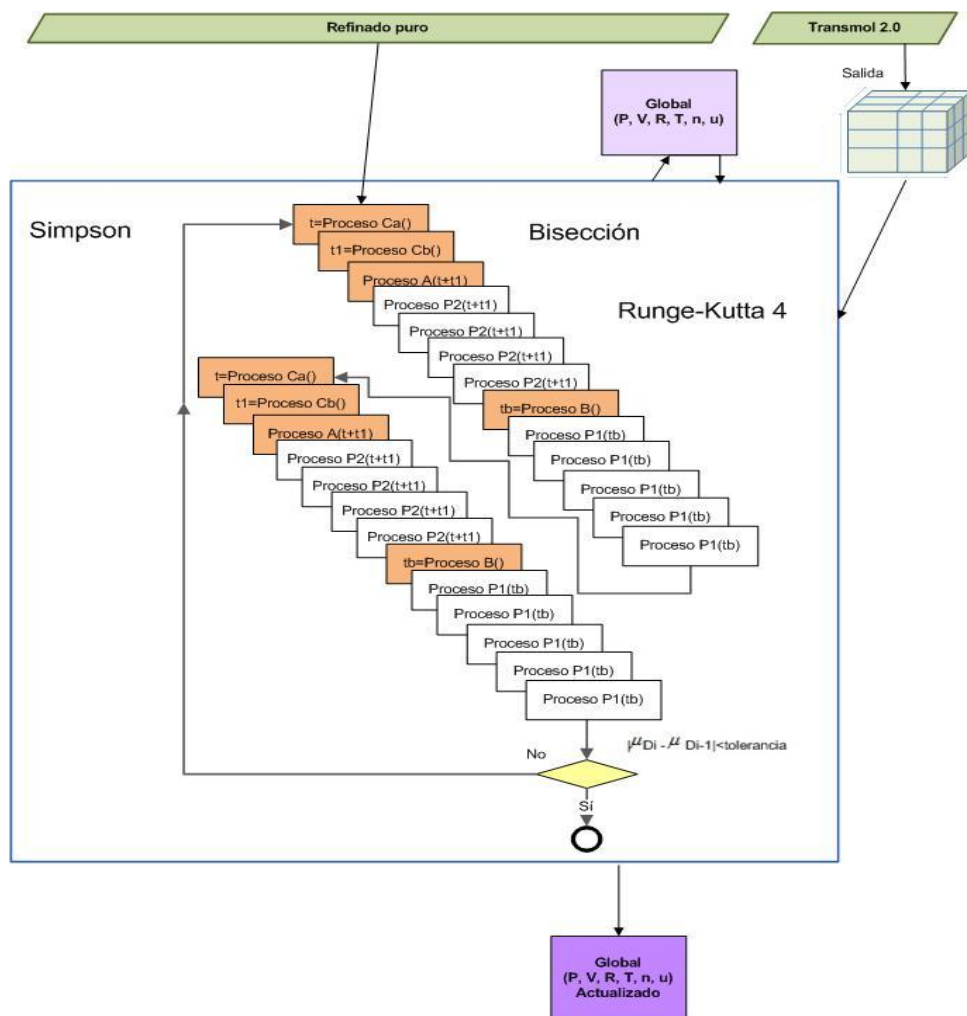 Refinado puro
Transmol 2.0
Salida
Global
(P, V, R, T, n, u)
Simpson
Bisección
Runge-Kutta 4
t=Proceso Ca()
t1=Proceso Cb()
Proceso A(t+t1)
Proceso P2(t+t1)
Proceso P2(t+t1)
Proceso P2(t+t1)
Proceso P2(t+t1)
tb=Proceso B()
Proceso P1(tb)
Proceso P1(tb)
Proceso P1(tb)
Proceso P1(tb)
Proceso P1(tb)
t=Proceso Ca()
t1=Proceso Cb()
Proceso A(t+t1)
Proceso P2(t+t1)
Proceso P2(t+t1)
Proceso P2(t+t1)
Proceso P2(t+t1)
tb=Proceso B()
Proceso P1(tb)
Proceso P1(tb)
Proceso P1(tb)
Proceso P1(tb)
Proceso P1(tb)
|μDi - μ Di-1|<tolerancia
No
Sí
Global
(P, V, R, T, n, u)
Actualizado